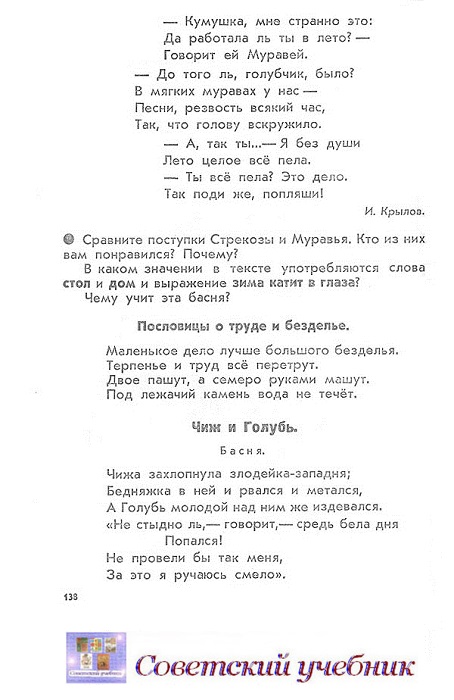 — Кумушка, мне странно это:
Да работала ль ты в лето? —
Говорит ей Муравей.
— До того ль, голубчик, было?
В мягких муравах у нас —
Песни, резвость всякий час,
Так, что голову вскружило.
— А, так ты...— Я без души
Лето целое всё пела.
— Ты всё пела? Это дело.
Так поди же, попляши!
И. Крылов.
Сравните поступки Стрекозы и Муравья. Кто из них
вам понравился? Почему?
В каком значении в тексте употребляются слова
стол и дом и выражение зима катит в глаза?
Чему учит эта басня?
Пословицы о труде и безделье.
Маленькое дело лучше большого безделья.
Терпенье и труд всё перетрут.
Двое пашут, а семеро руками машут.
Под лежачий камень вода не течёт.
Чиж и Голубь.
Басня.
Чижа захлопнула злодейка-западня;
Бедняжка в ней и рвался и метался,
А Голубь молодой над ним же издевался.
«Не стыдно ль,— говорит,— средь бела дня
Попался!
Не провели бы так меня,
За это я ручаюсь смело».
138
Советский учебник